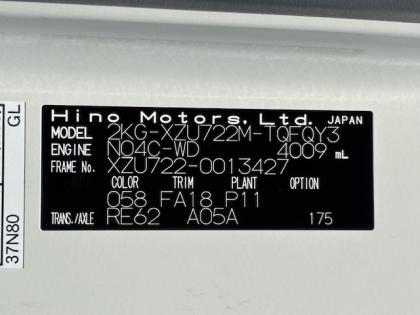 Hino Motors, Ltd. JAPAN
MODEL 2KG-XZU722M-TQFQY3
ENGINE N04C-WD 4009 mL
FRAME No. XZU722-0013427
COLOR TRIM PLANT OPTION
058 FA18 P11
TRANS./AXLE RE62 A05A 175
37N80 GL